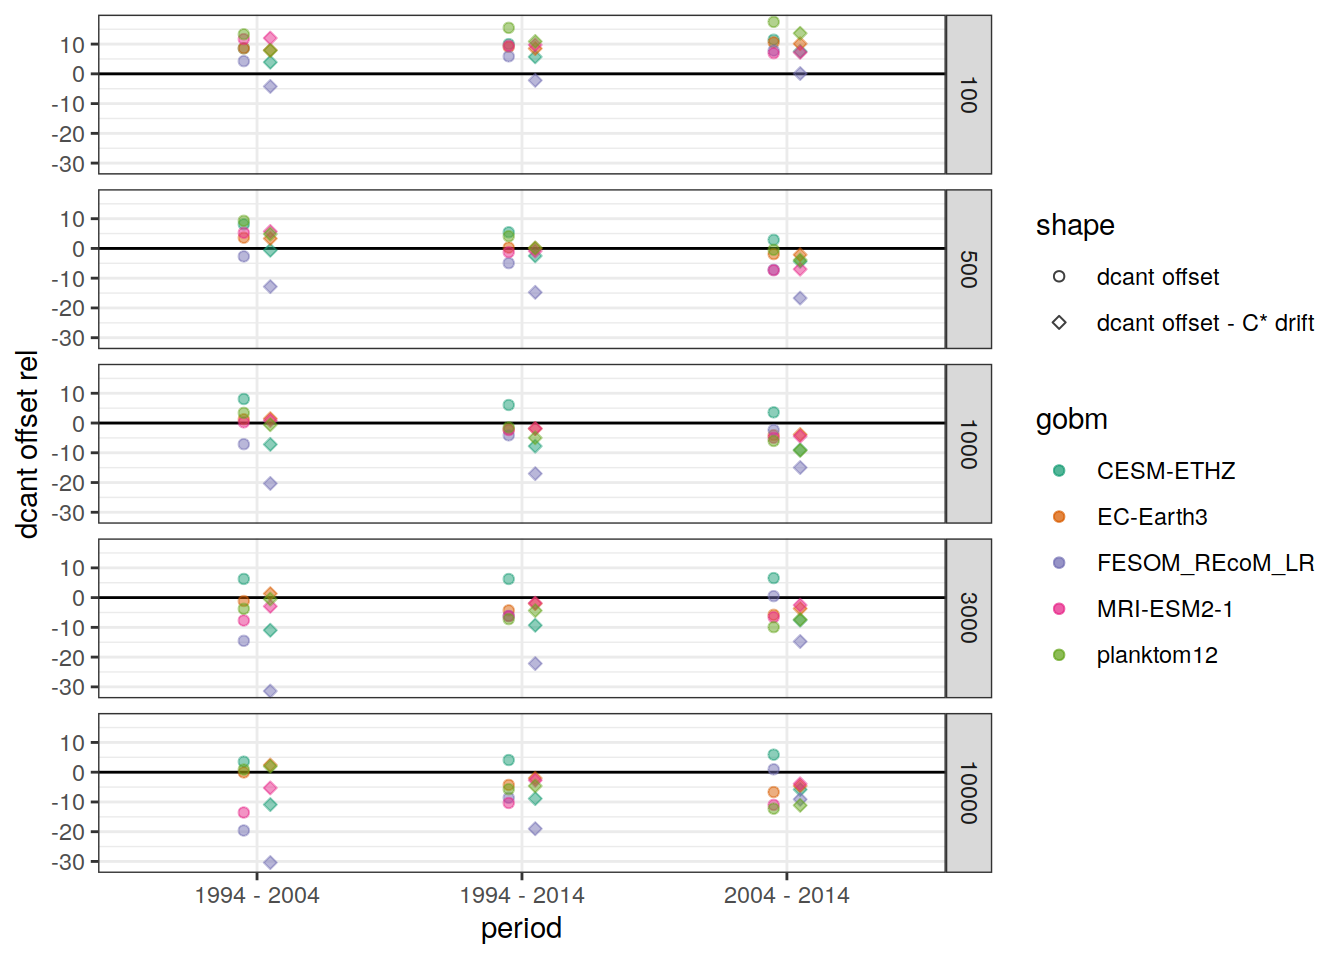 dcant offset rel
10
0
-10
-20
-30
100
10
0
-10
-20
-30
500
10
0
-10
-20
-30
1000
10
0
-10
-20
-30
3000
10
0
-10
-20
-30
10000
1994 - 2004
1994 - 2014
2004 - 2014
period
shape
dcant offset
dcant offset - C* drift
gobm
CESM-ETHZ
EC-Earth3
FESOM_REcoM_LR
MRI-ESM2-1
planktom12